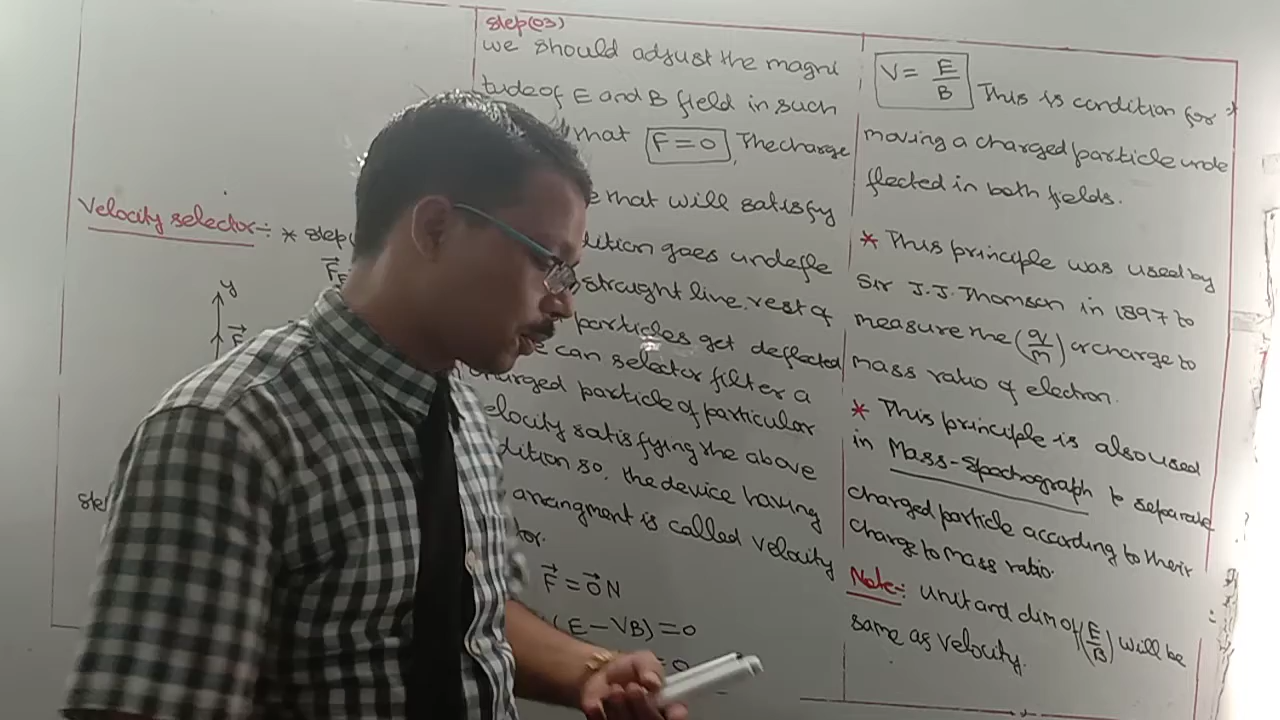 Velocity selector:- * step(
y
F
ste
step(03)
we should adjust the magni
tude of E and B field in such
that F=0, The charge
that will satisfy
dition goes undefle
straught line. rest of
particles get deflected
can selector filter a
charged particle of particular
elocity satisfying the above
dition so, the device having
arrangment is called velocity
tor.
F⃗ = 0⃗ N
(E - VB) = 0
= 0
V = E/B This is condition for
moving a charged particle unde
flected in both fields.
* This principle was used by
Sir J.J. Thomson in 1897 to
measure the (q/m) or charge to
mass ratio of electron.
* This principle is also used
in Mass-Spectrograph to separate
charged particle according to their
charge to mass ratio.
Note:- Unit and dim of (E/B) will be
same as velocity.